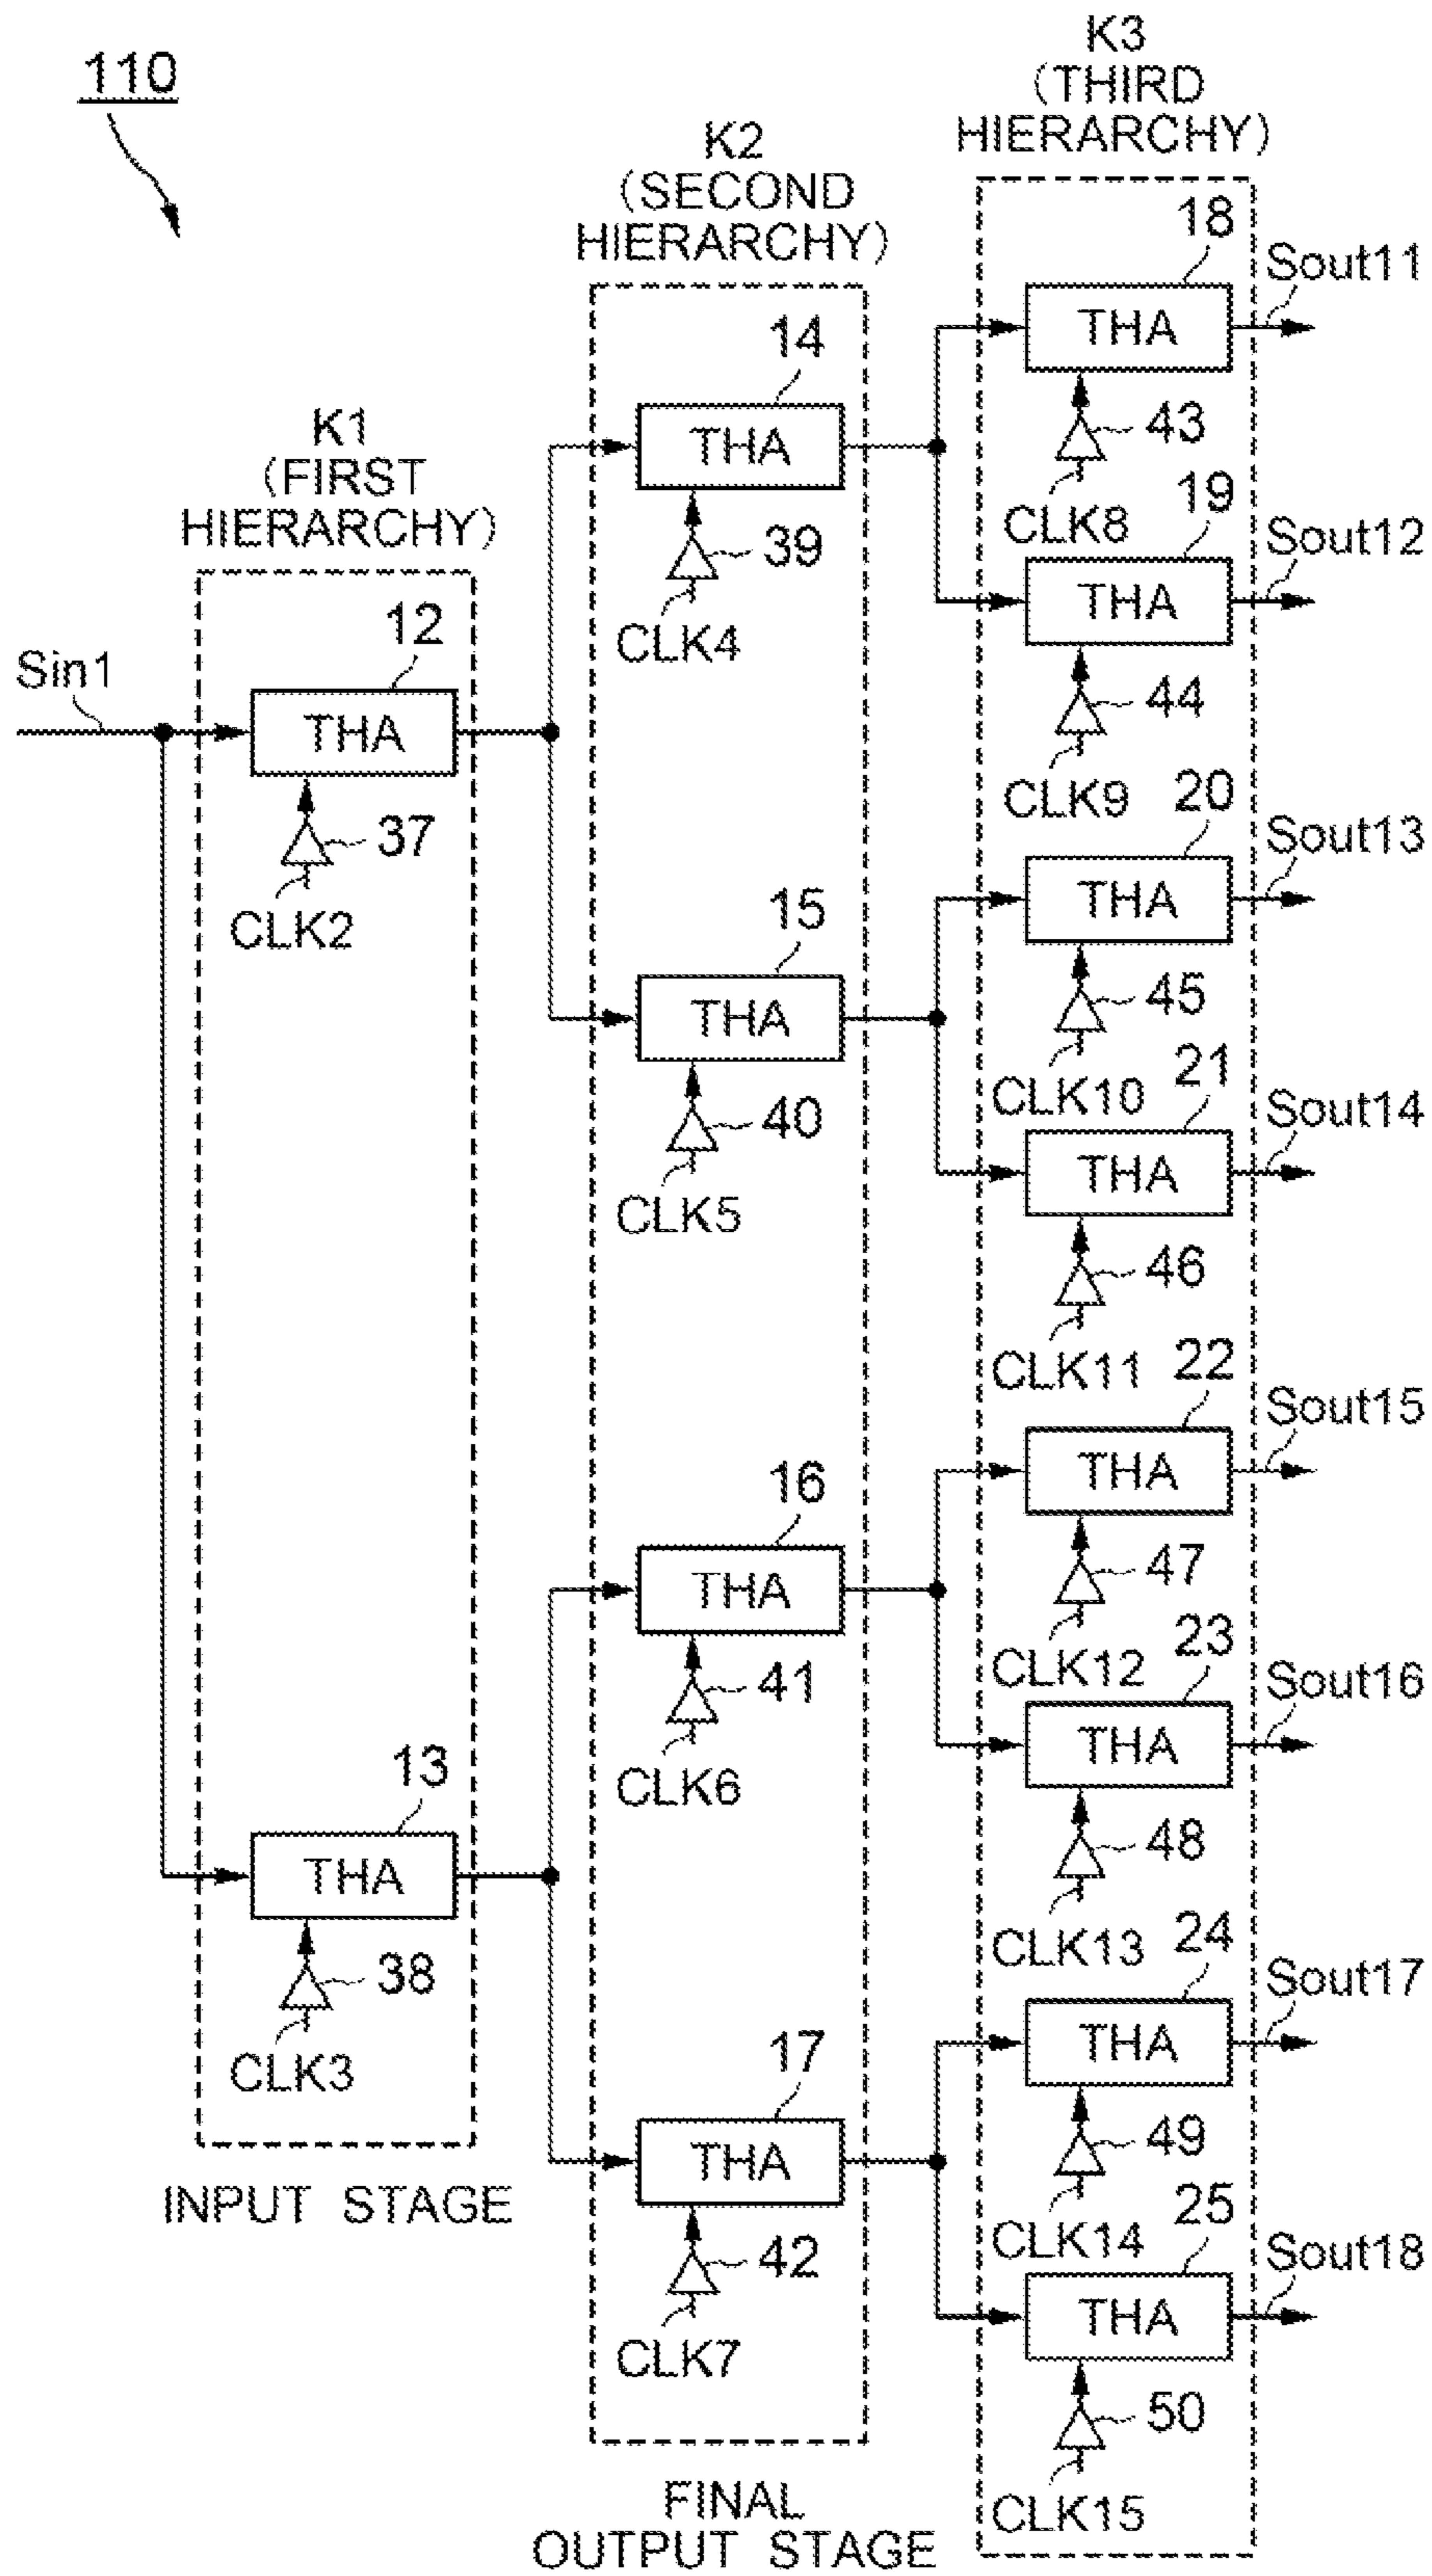 110
K3
(THIRD
HIERARCHY)
K2
(SECOND
HIERARCHY)
K1
(FIRST
HIERARCHY)
18
Sout11
THA
14
THA
43
CLK8
39
CLK4
19
Sout12
THA
12
Sin1
THA
44
CLK9
37
CLK2
20
Sout13
THA
15
THA
45
CLK10
40
CLK5
21
Sout14
THA
46
CLK11
22
Sout15
THA
16
THA
47
CLK12
41
CLK6
23
Sout16
THA
13
THA
48
CLK13
38
CLK3
24
Sout17
THA
17
THA
49
CLK14
INPUT STAGE
42
CLK7
25
Sout18
THA
50
CLK15
FINAL
OUTPUT STAGE